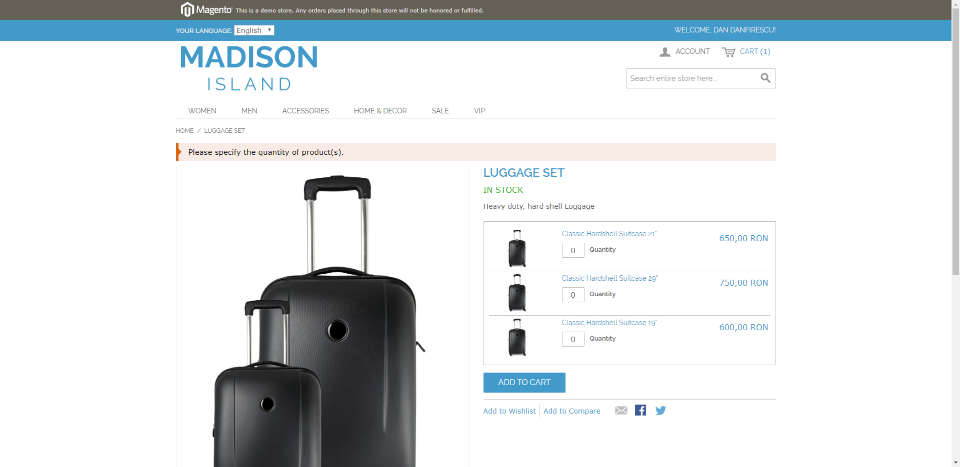 Magento This is a demo store. Any orders placed through this store will not be honored or fulfilled.
YOUR LANGUAGE: English
WELCOME, DAN DANFIRESCU!
MADISON
ISLAND
ACCOUNT CART (1)
Search entire store here...
WOMEN MEN ACCESSORIES HOME & DECOR SALE VIP
HOME / LUGGAGE SET
Please specify the quantity of product(s).
LUGGAGE SET
IN STOCK
Heavy duty, hard shell Luggage
Classic Hardshell Suitcase 21"
650,00 RON
0 Quantity
Classic Hardshell Suitcase 29"
750,00 RON
0 Quantity
Classic Hardshell Suitcase 19"
600,00 RON
0 Quantity
ADD TO CART
Add to Wishlist Add to Compare